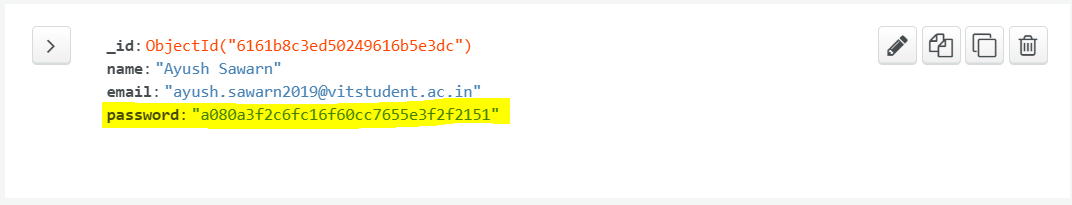 _id: ObjectId("6161b8c3ed50249616b5e3dc")
name: "Ayush Sawarn"
email: "ayush.sawarn2019@vitstudent.ac.in"
password: "a080a3f2c6fc16f60cc7655e3f2f2151"